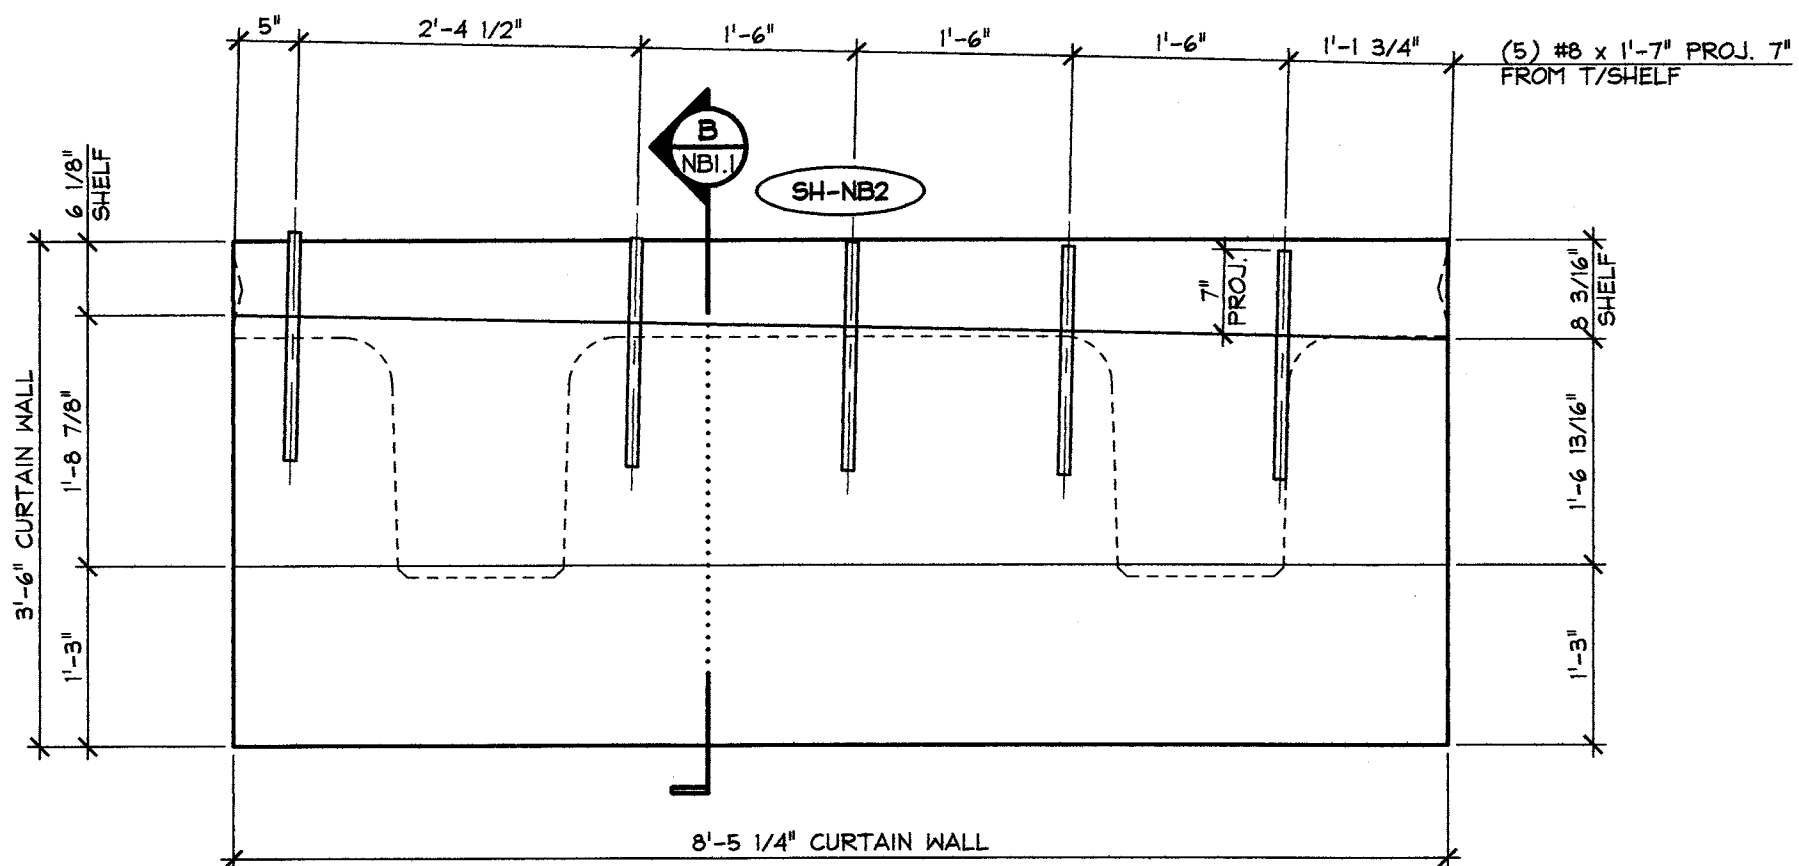 5" 2'-4 1/2" 1'-6" 1'-6" 1'-6" 1'-1 3/4"
(5) #8 x 1'-7" PROJ. 7"
FROM T/SHELF
B
NB1.1
SH-NB2
6 1/8"
SHELF
7"
PROJ.
8 3/16"
SHELF
3'-6" CURTAIN WALL
1'-8 7/8"
1'-6 13/16"
1'-3"
1'-3"
8'-5 1/4" CURTAIN WALL